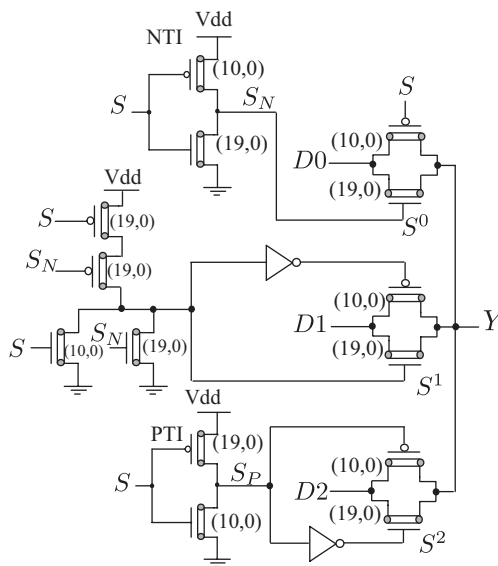 Vdd
NTI
(10,0)
S
S_N
(19,0)
S
(10,0)
D0
(19,0)
S^0
Vdd
S
(19,0)
S_N
(19,0)
S
(10,0)
S_N
(19,0)
(10,0)
D1
(19,0)
S^1
Y
Vdd
PTI
(19,0)
S
S_P
(10,0)
(10,0)
D2
(19,0)
S^2